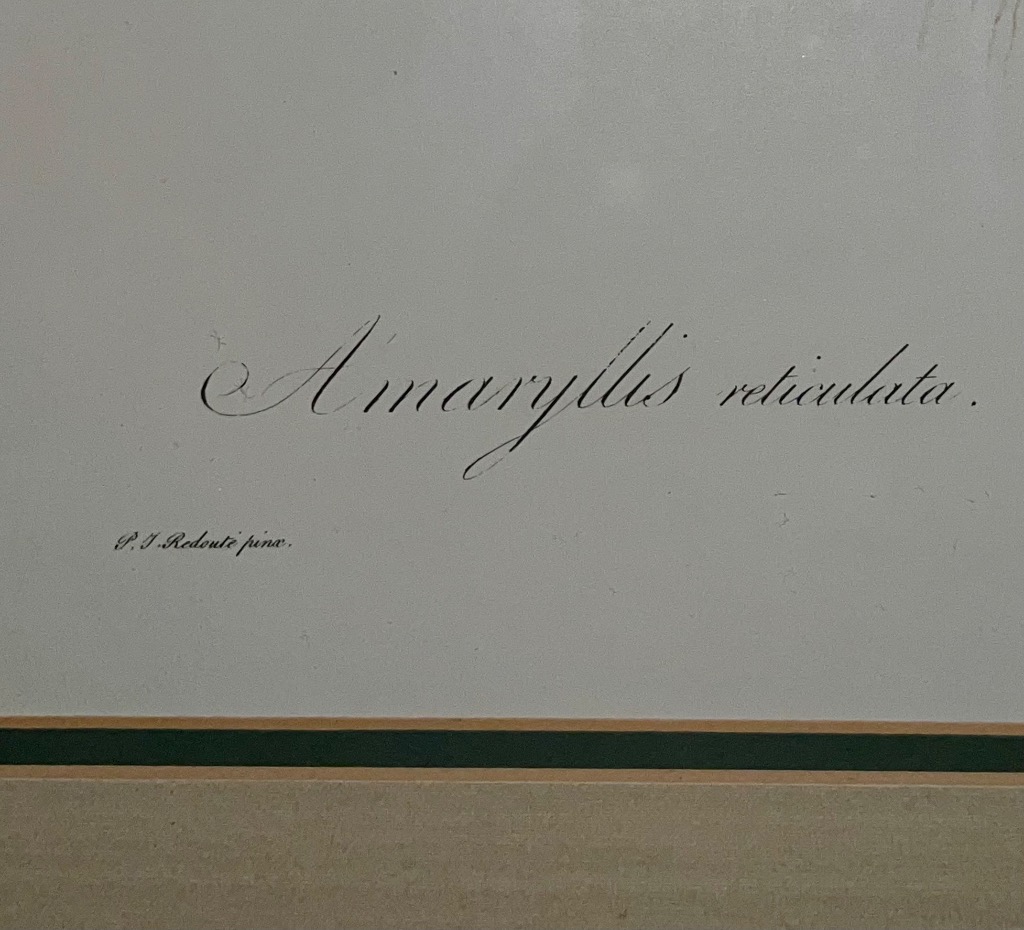 Amaryllis reticulata.
P. J. Redouté pinx.